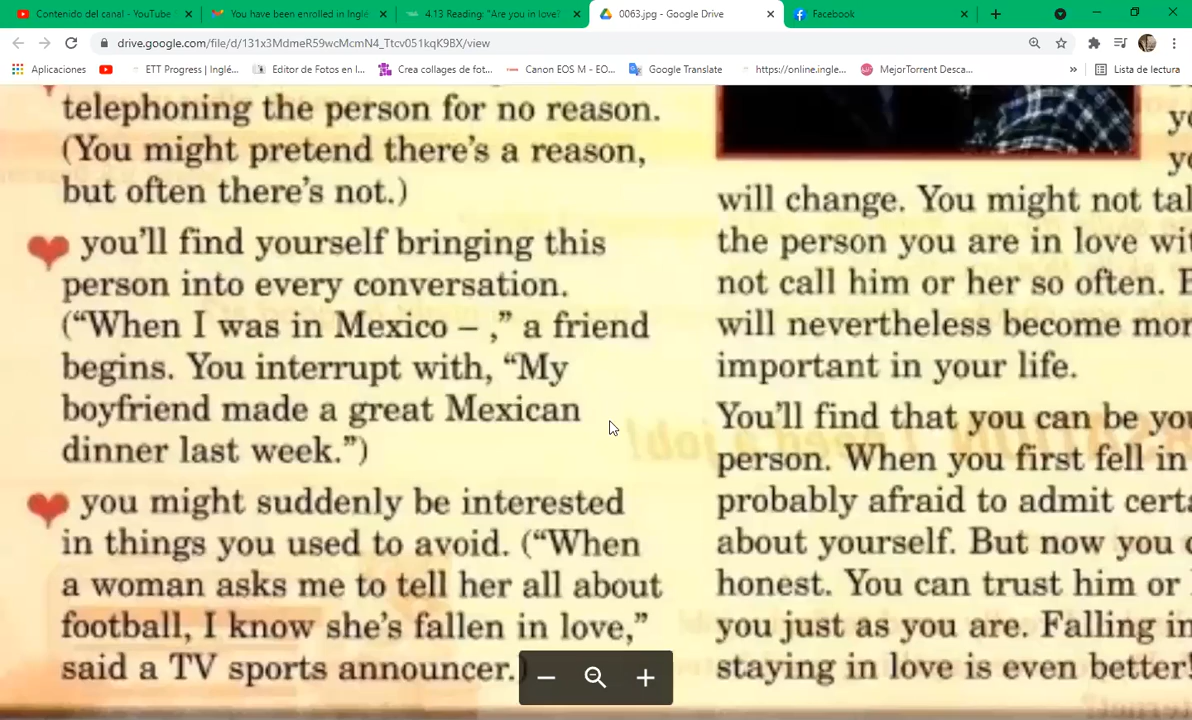 Contenido del canal - YouTube
You have been enrolled in Inglé
4.13 Reading: "Are you in love?
0063.jpg - Google Drive
Facebook
drive.google.com/file/d/131x3MdmeR59wcMcmN4_Ttcv051kqK9BX/view
Aplicaciones
ETT Progress | Inglé...
Editor de Fotos en l...
Crea collages de fot...
Canon EOS M - EO...
Google Translate
https://online.ingle...
MejorTorrent Desca...
»
Lista de lectura
telephoning the person for no reason.
(You might pretend there's a reason,
but often there's not.)
you'll find yourself bringing this
person into every conversation.
("When I was in Mexico – ," a friend
begins. You interrupt with, "My
boyfriend made a great Mexican
dinner last week.")
you might suddenly be interested
in things you used to avoid. ("When
a woman asks me to tell her all about
football, I know she's fallen in love,"
said a TV sports announcer.)
yo
yo
will change. You might not tal
the person you are in love wit
not call him or her so often. B
will nevertheless become mor
important in your life.
You'll find that you can be you
person. When you first fell in
probably afraid to admit certa
about yourself. But now you c
honest. You can trust him or
you just as you are. Falling in
staying in love is even better!